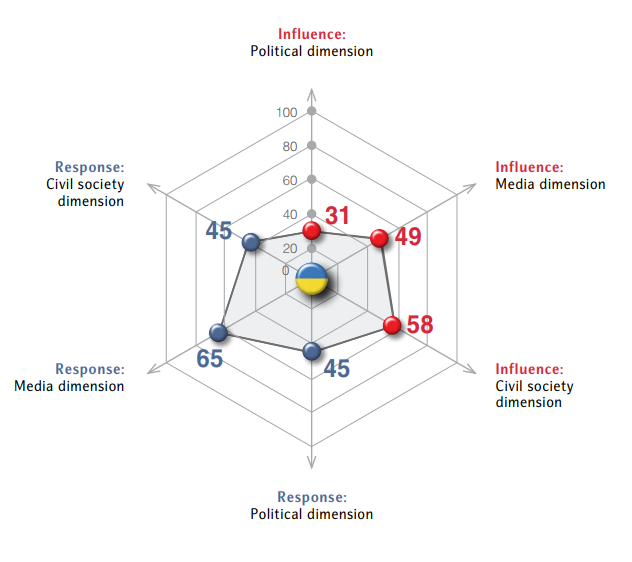 Influence:
Political dimension
100
80
60
40
20
0
Response:
Civil society
dimension
Influence:
Media dimension
31
45
49
58
65
45
Response:
Media dimension
Influence:
Civil society
dimension
Response:
Political dimension